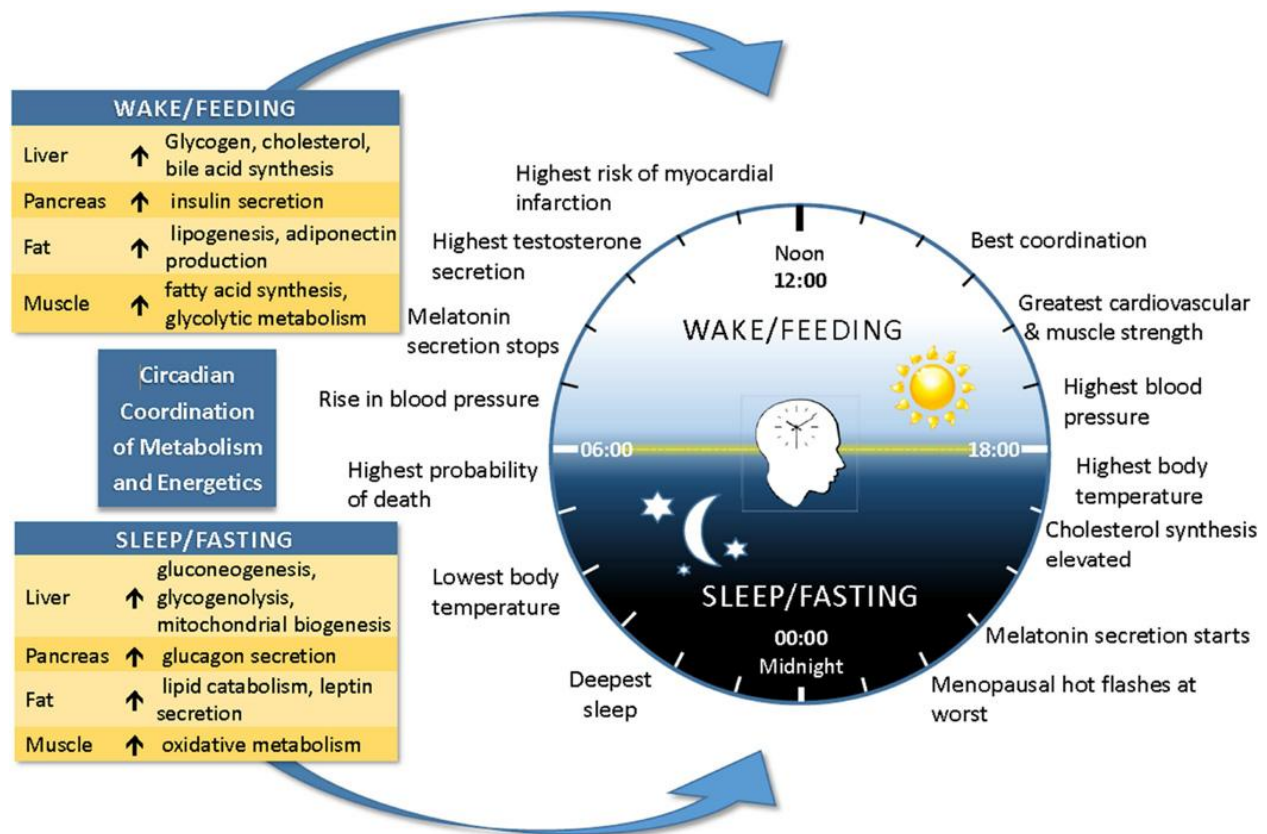 WAKE/FEEDING
Liver ↑ Glycogen, cholesterol,
bile acid synthesis
Pancreas ↑ insulin secretion
Fat ↑ lipogenesis, adiponectin
production
Muscle ↑ fatty acid synthesis,
glycolytic metabolism
Circadian
Coordination
of Metabolism
and Energetics
SLEEP/FASTING
Liver ↑ gluconeogenesis,
glycogenolysis,
mitochondrial biogenesis
Pancreas ↑ glucagon secretion
Fat ↑ lipid catabolism, leptin
secretion
Muscle ↑ oxidative metabolism
Highest risk of myocardial
infarction
Highest testosterone
secretion
Melatonin
secretion stops
Rise in blood pressure
Highest probability
of death
Lowest body
temperature
Deepest
sleep
Noon
12:00
WAKE/FEEDING
06:00
18:00
SLEEP/FASTING
00:00
Midnight
Best coordination
Greatest cardiovascular
& muscle strength
Highest blood
pressure
Highest body
temperature
Cholesterol synthesis
elevated
Melatonin secretion starts
Menopausal hot flashes at
worst